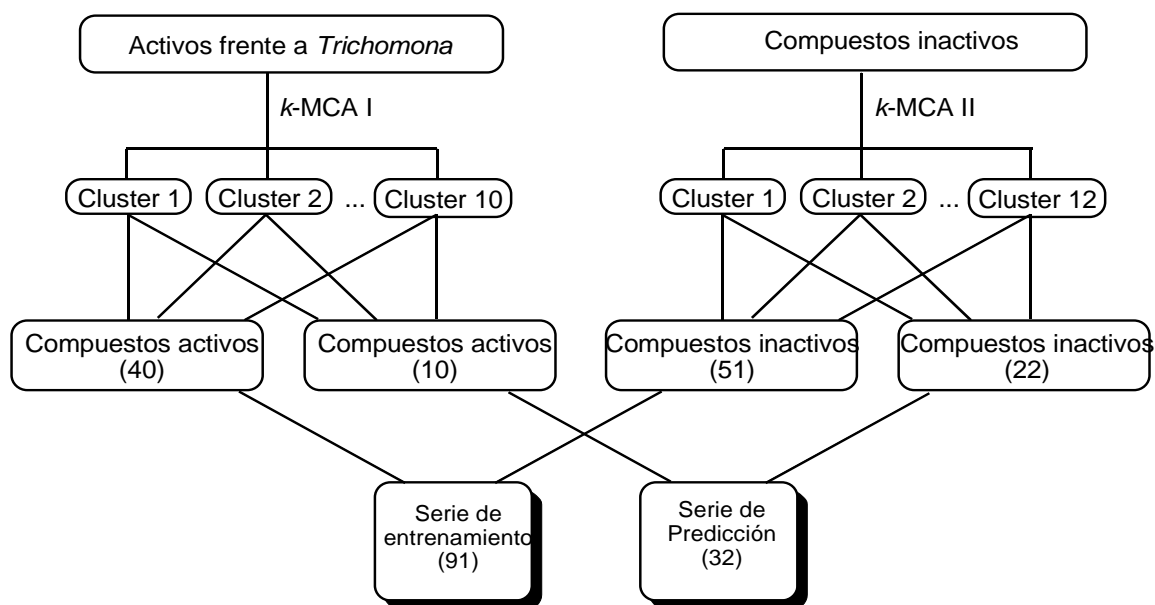 Activos frente a Trichomona
Compuestos inactivos
k-MCA I
k-MCA II
Cluster 1
Cluster 2
...
Cluster 10
Cluster 1
Cluster 2
...
Cluster 12
Compuestos activos
(40)
Compuestos activos
(10)
Compuestos inactivos
(51)
Compuestos inactivos
(22)
Serie de
entrenamiento
(91)
Serie de
Predicción
(32)